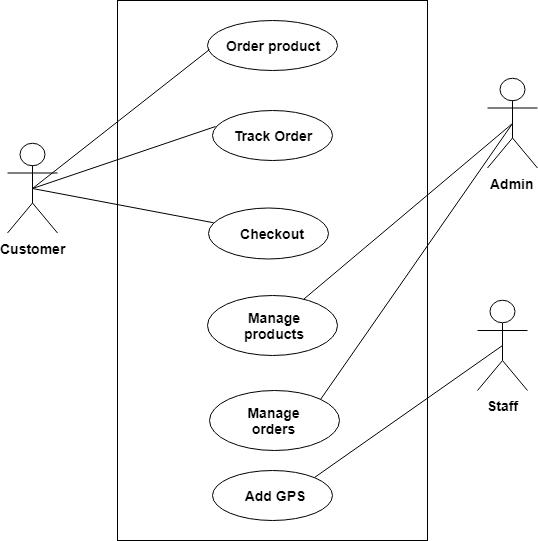 Order product
Track Order
Admin
Customer
Checkout
Manage
products
Staff
Manage
orders
Add GPS